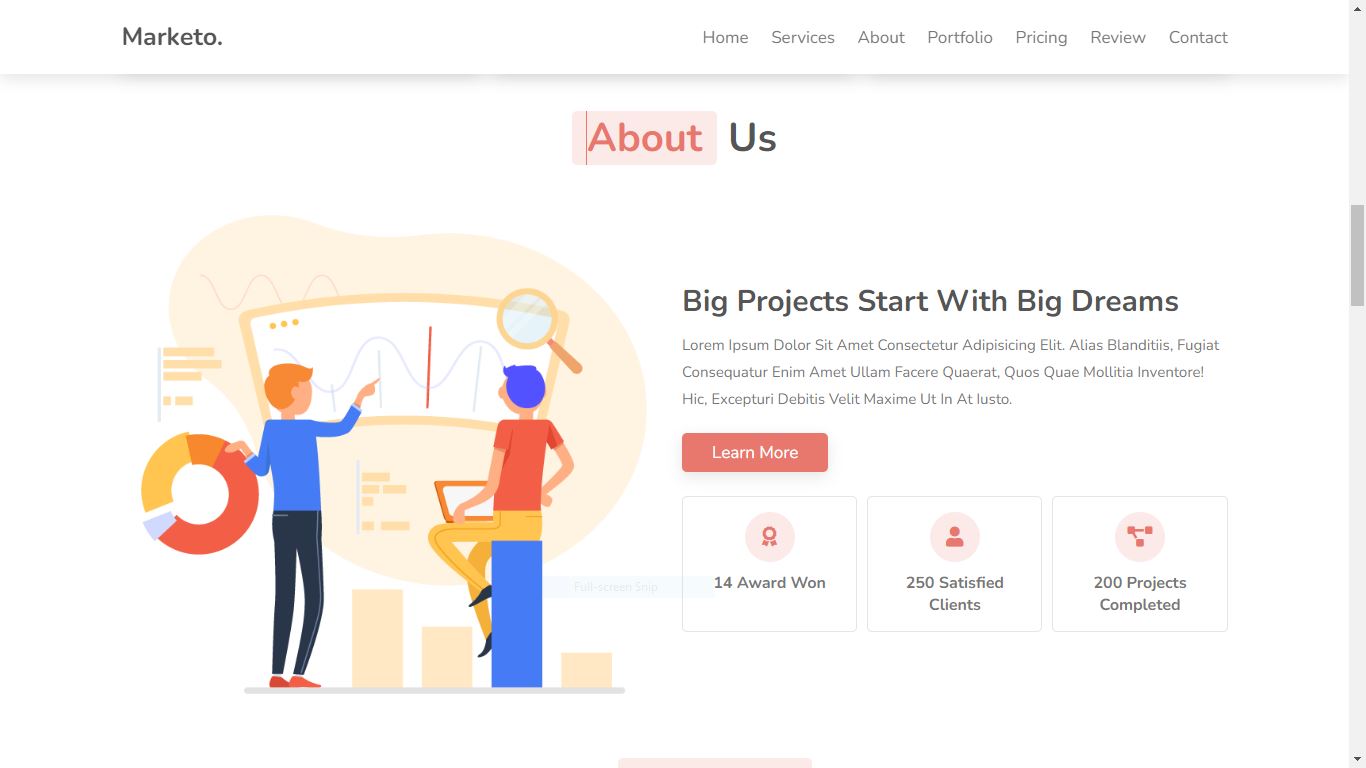 Marketo.
Home Services About Portfolio Pricing Review Contact
About Us
Big Projects Start With Big Dreams
Lorem Ipsum Dolor Sit Amet Consectetur Adipisicing Elit. Alias Blanditiis, Fugiat
Consequatur Enim Amet Ullam Facere Quaerat, Quos Quae Mollitia Inventore!
Hic, Excepturi Debitis Velit Maxime Ut In At Iusto.
Learn More
Full-screen Snip
14 Award Won
250 Satisfied
Clients
200 Projects
Completed